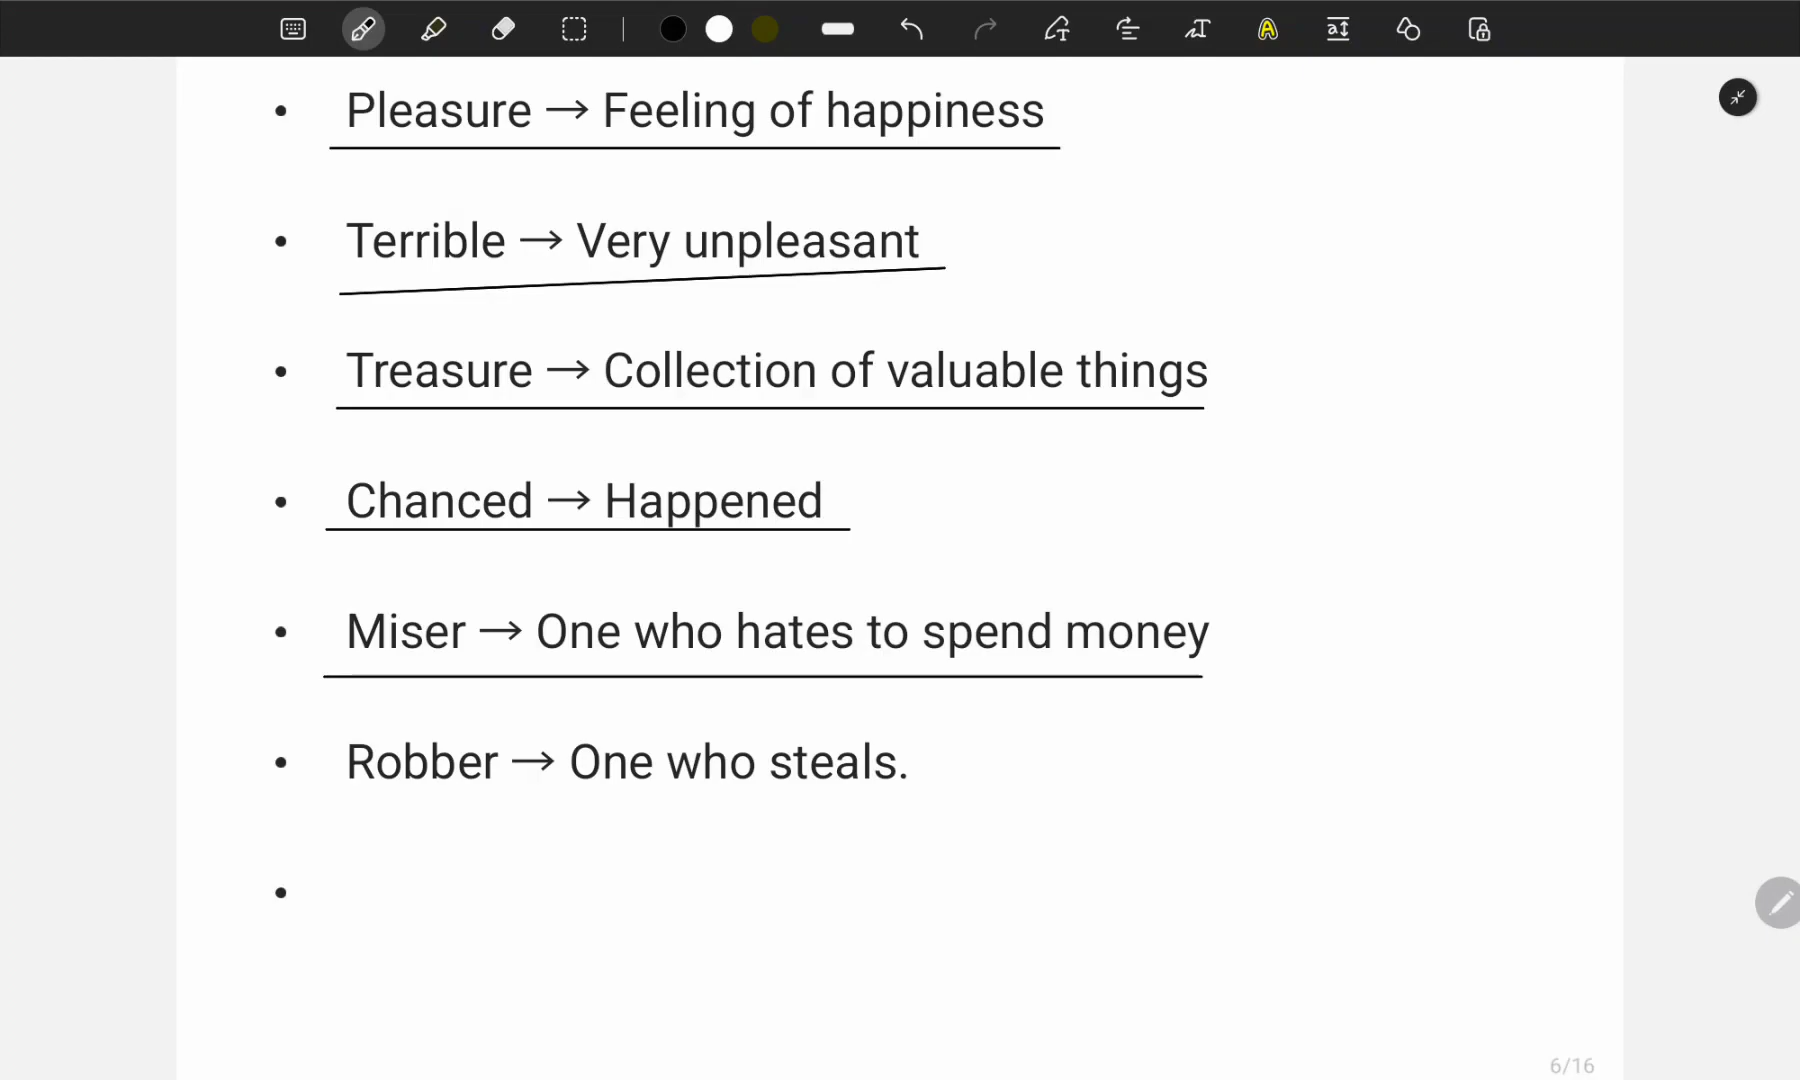 • Pleasure → Feeling of happiness
• Terrible → Very unpleasant
• Treasure → Collection of valuable things
• Chanced → Happened
• Miser → One who hates to spend money
• Robber → One who steals.
•
6/16